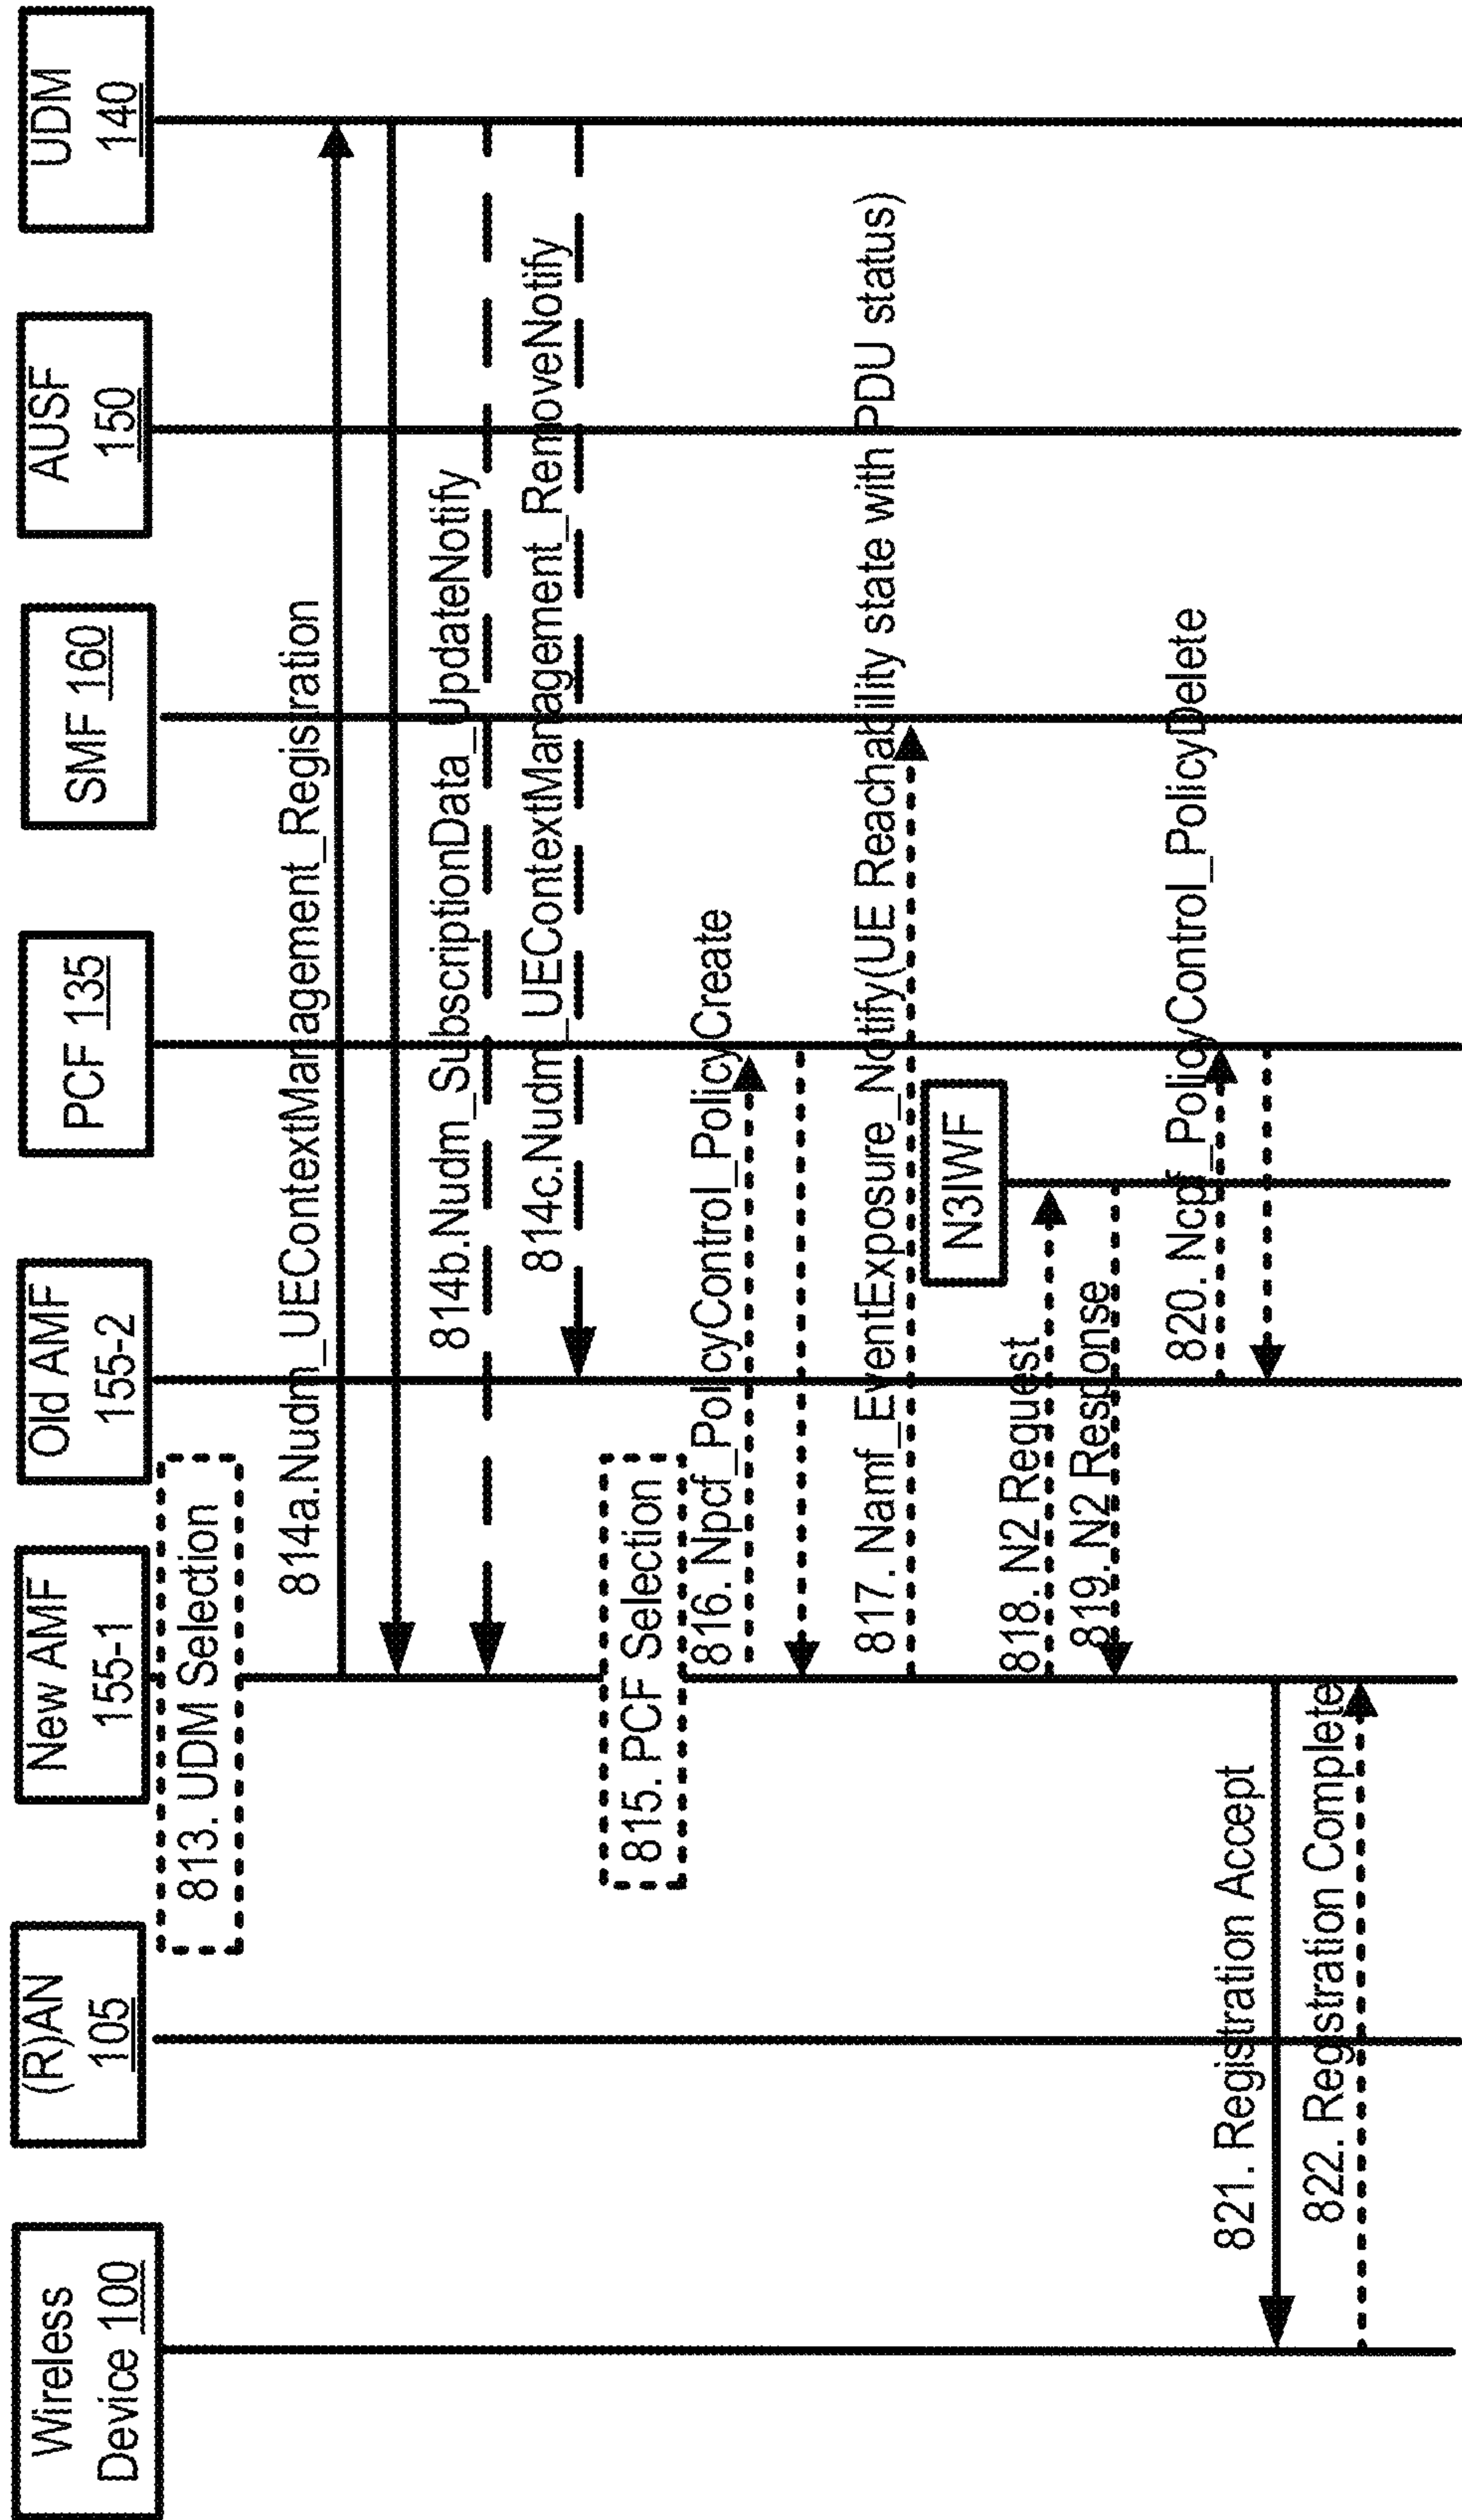 Wireless
Device 100
(R)AN
105
New AMF
155-1
Old AMF
155-2
PCF 135
SMF 160
AUSF
150
UDM
140
813. UDM Selection
814a.Nudm_UEContextManagement_Registration
814b.Nudm_SubscriptionData_UpdateNotify
814c.Nudm_UEContextManagement_RemoveNotify
815. PCF Selection
816. Npcf_PolicyControl_PolicyCreate
817. Namf_EventExposure_Notify(UE Reachability state with PDU status)
N3IWF
818. N2 Request
819. N2 Response
820. Ncpf_PolicyControl_PolicyDelete
821. Registration Accept
822. Registration Complete